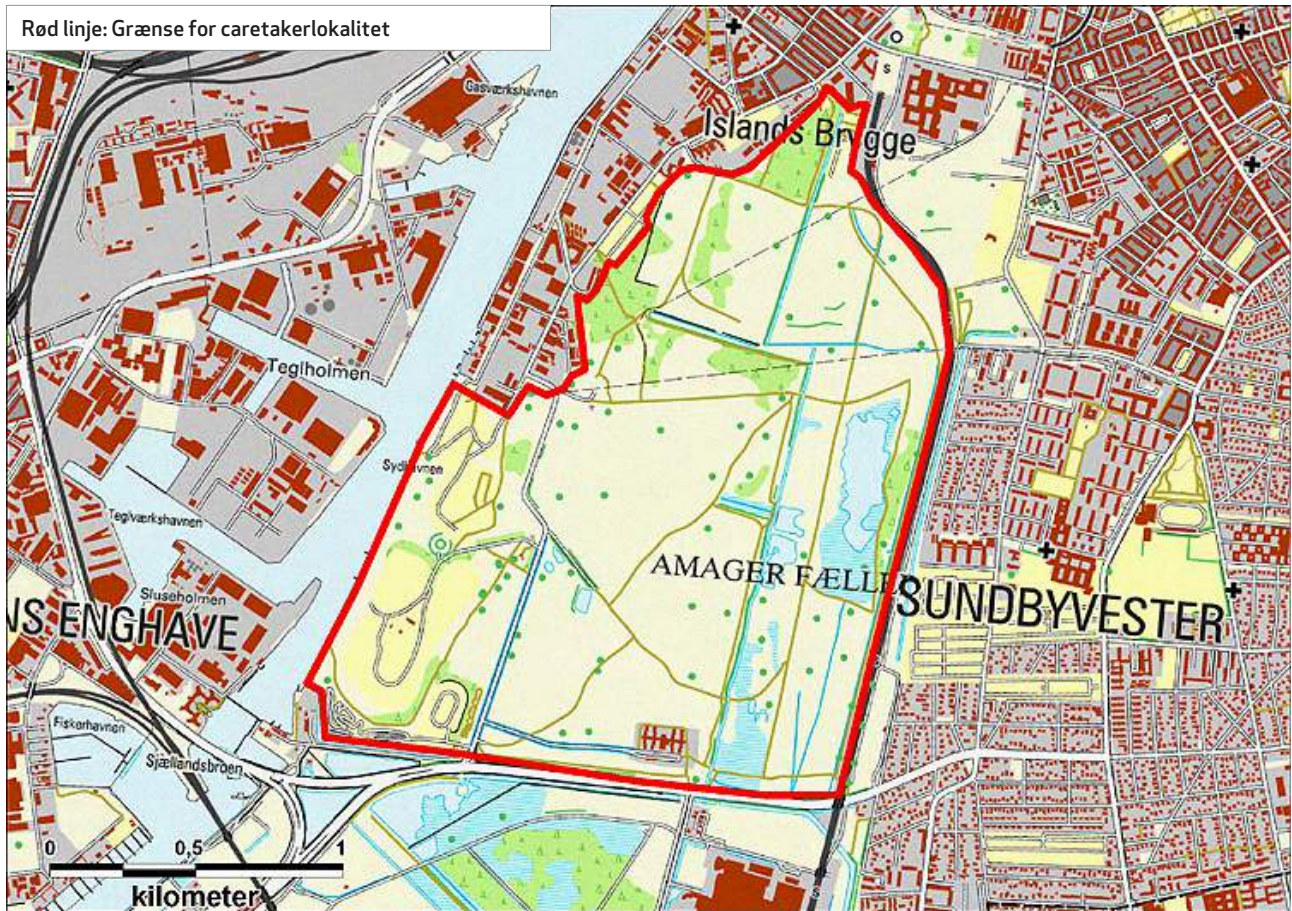 Rød linje: Grænse for caretakerlokalitet
Gasværkshavnen
Islands Brygge
S
Teglholmen
Sydhavnen
Teglværkshavnen
AMAGER FÆLLE
Sluseholmen
NS ENGHAVE
SUNDBYVESTER
Fiskerhavnen
Sjællandsbroen
0 0.5 1
kilometer